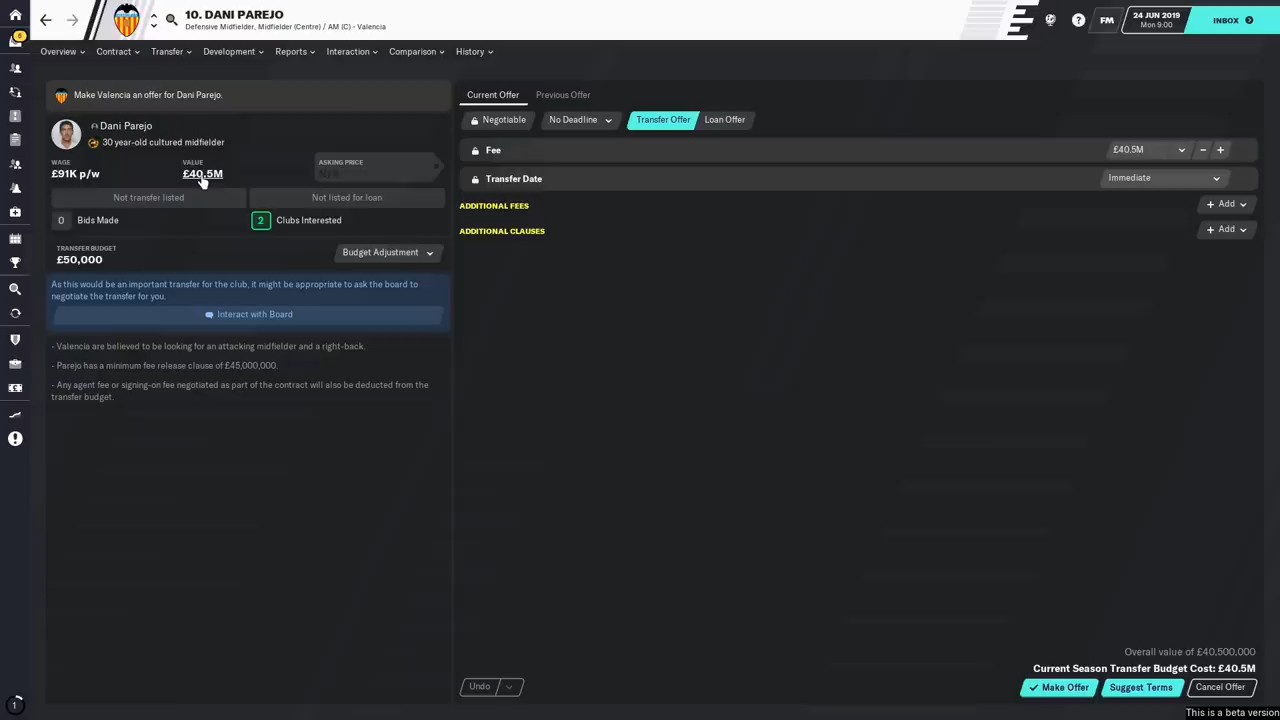 10. DANI PAREJO
Defensive Midfielder, Midfielder (Centre) / AM (C) - Valencia
FM
24 JUN 2019
Mon 9:00
INBOX
6
Overview
Contract
Transfer
Development
Reports
Interaction
Comparison
History
Make Valencia an offer for Dani Parejo.
Dani Parejo
30 year-old cultured midfielder
WAGE
£91K p/w
VALUE
£40.5M
ASKING PRICE
Not transfer listed
Not listed for loan
0 Bids Made
2 Clubs Interested
TRANSFER BUDGET
£50,000
Budget Adjustment
As this would be an important transfer for the club, it might be appropriate to ask the board to
negotiate the transfer for you.
Interact with Board
- Valencia are believed to be looking for an attacking midfielder and a right-back.
- Parejo has a minimum fee release clause of £45,000,000.
- Any agent fee or signing-on fee negotiated as part of the contract will also be deducted from the
transfer budget.
Current Offer
Previous Offer
Negotiable
No Deadline
Transfer Offer
Loan Offer
Fee
£40.5M
Transfer Date
Immediate
ADDITIONAL FEES
Add
ADDITIONAL CLAUSES
Add
Overall value of £40,500,000
Current Season Transfer Budget Cost: £40.5M
Undo
Make Offer
Suggest Terms
Cancel Offer
1
This is a beta version